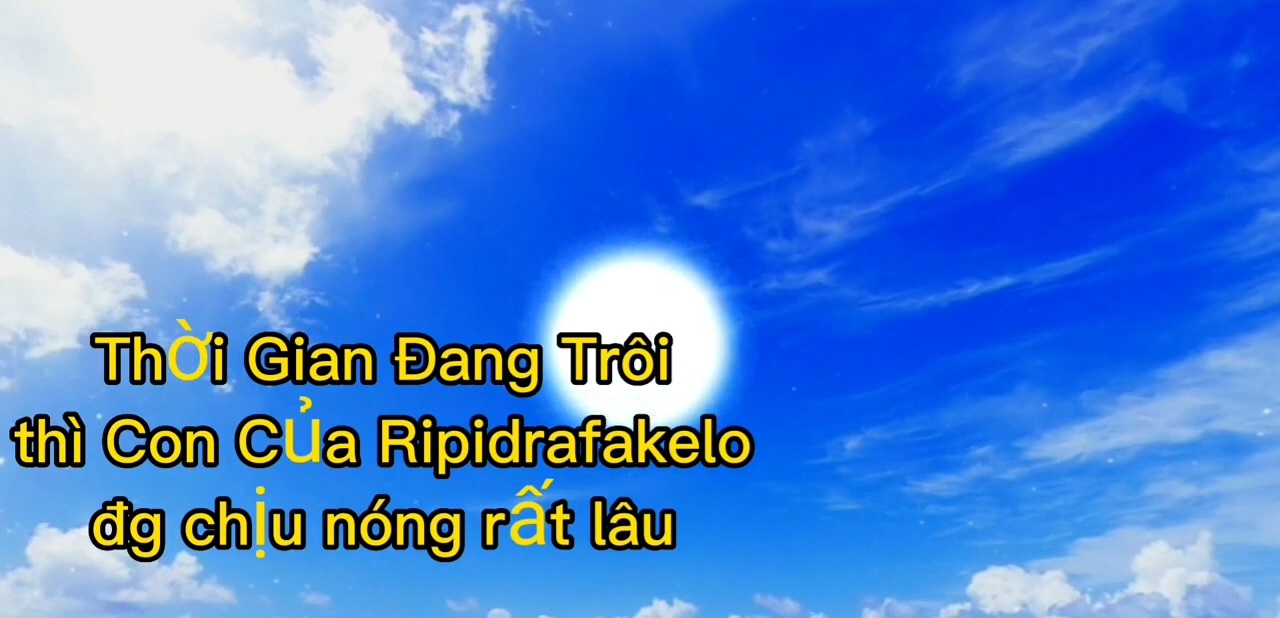 Thời Gian Đang Trôi
thì Con Của Ripidrafakelo
đg chịu nóng rất lâu